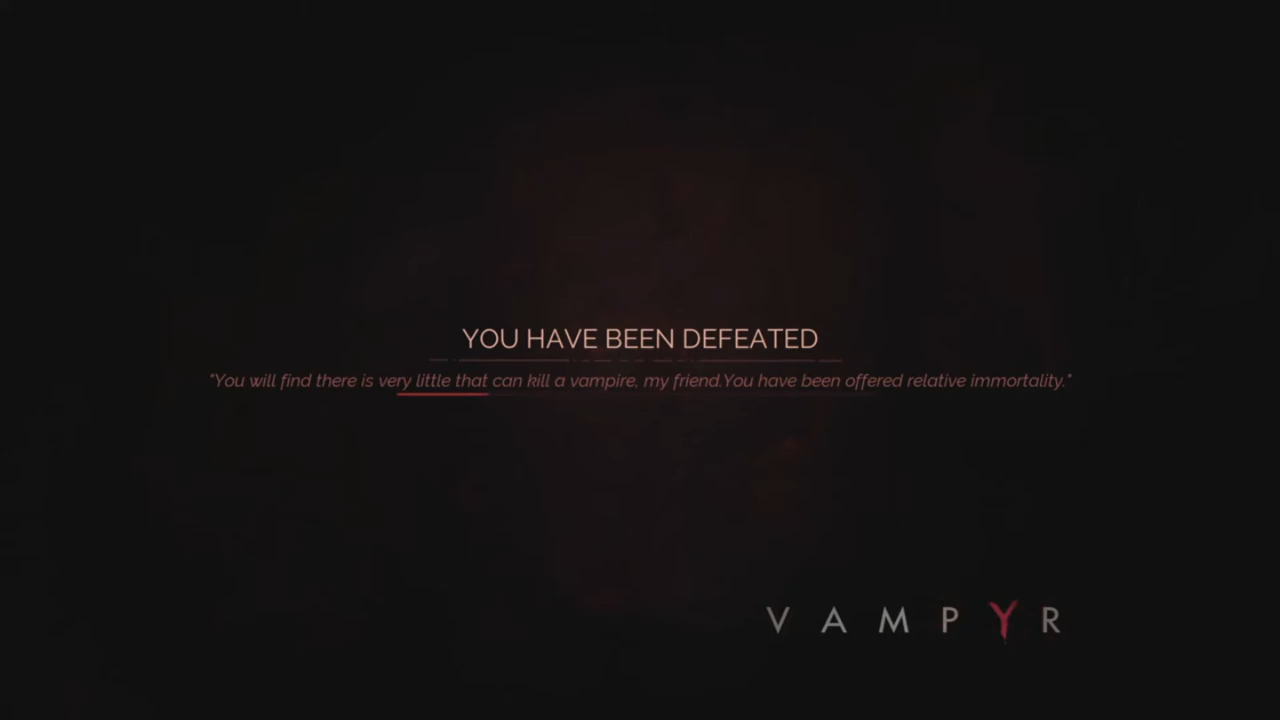 YOU HAVE BEEN DEFEATED
"You will find there is very little that can kill a vampire, my friend.You have been offered relative immortality."
VAMPYR